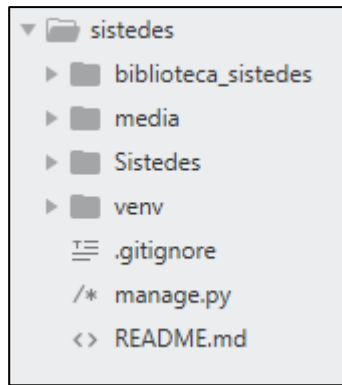 sistedes
biblioteca_sistedes
media
Sistedes
venv
.gitignore
/* manage.py
<> README.md